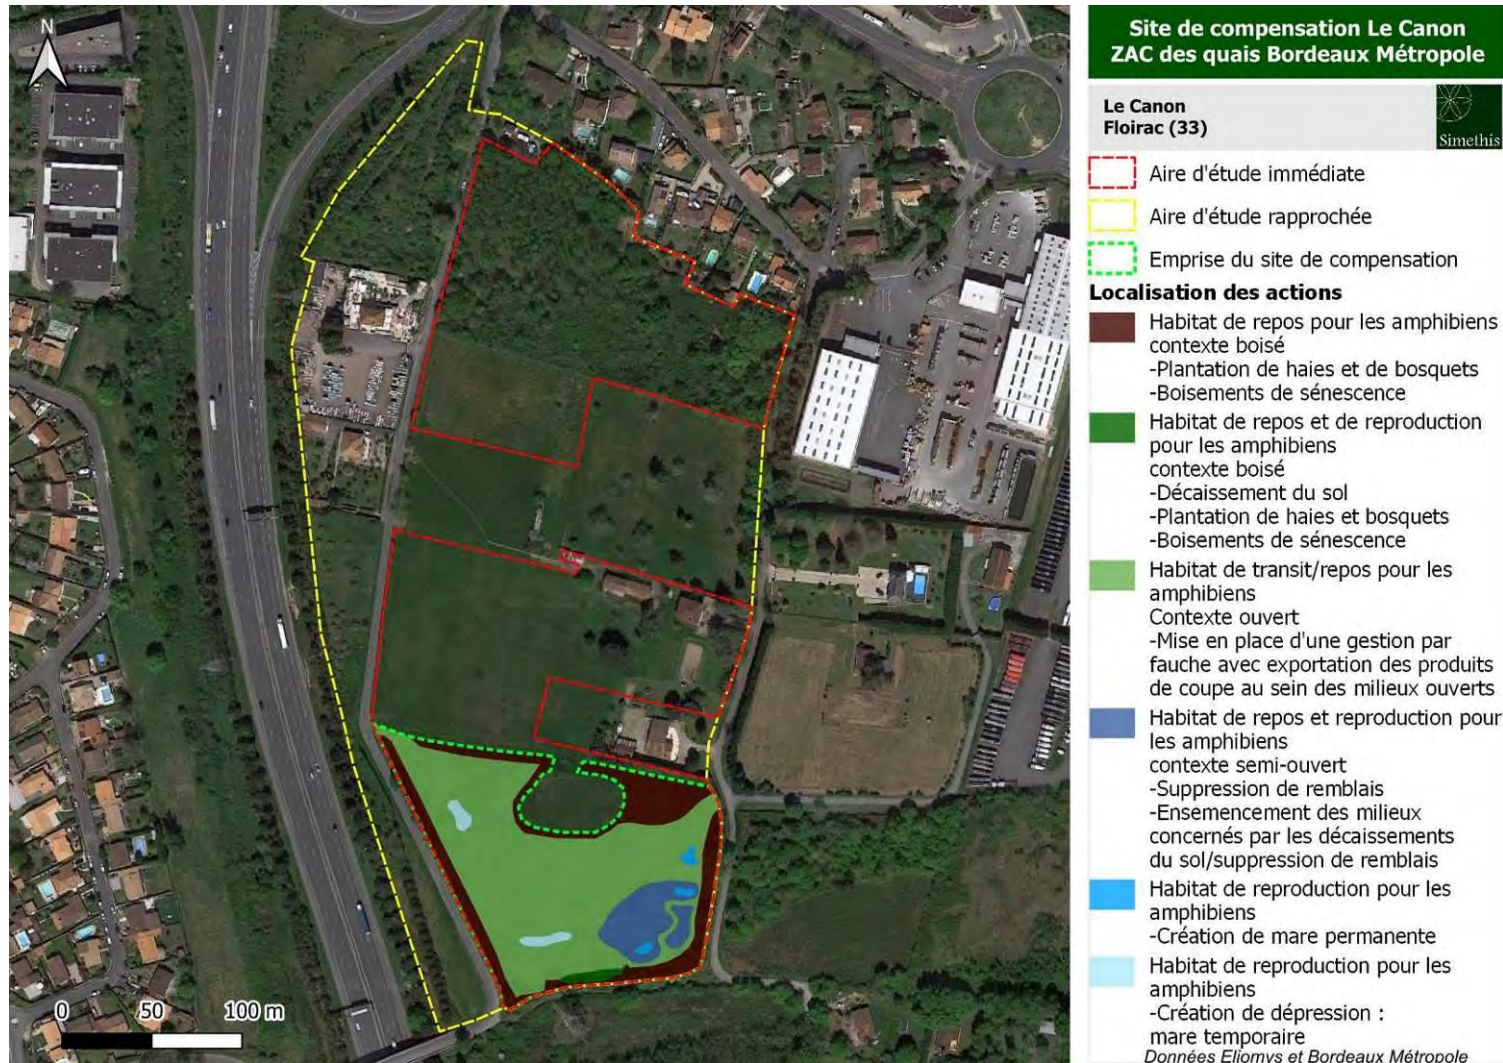 N
0 50 100 m
Site de compensation Le Canon
ZAC des quais Bordeaux Métropole
Le Canon
Floirac (33)
Simethis
Aire d'étude immédiate
Aire d'étude rapprochée
Emprise du site de compensation
Localisation des actions
Habitat de repos pour les amphibiens
contexte boisé
-Plantation de haies et de bosquets
-Boisements de sénescence
Habitat de repos et de reproduction
pour les amphibiens
contexte boisé
-Décaissement du sol
-Plantation de haies et bosquets
-Boisements de sénescence
Habitat de transit/repos pour les
amphibiens
Contexte ouvert
-Mise en place d'une gestion par
fauche avec exportation des produits
de coupe au sein des milieux ouverts
Habitat de repos et reproduction pour
les amphibiens
contexte semi-ouvert
-Suppression de remblais
-Ensemencement des milieux
concernés par les décaissements
du sol/suppression de remblais
Habitat de reproduction pour les
amphibiens
-Création de mare permanente
Habitat de reproduction pour les
amphibiens
-Création de dépression :
mare temporaire
Données Eliomys et Bordeaux Métropole